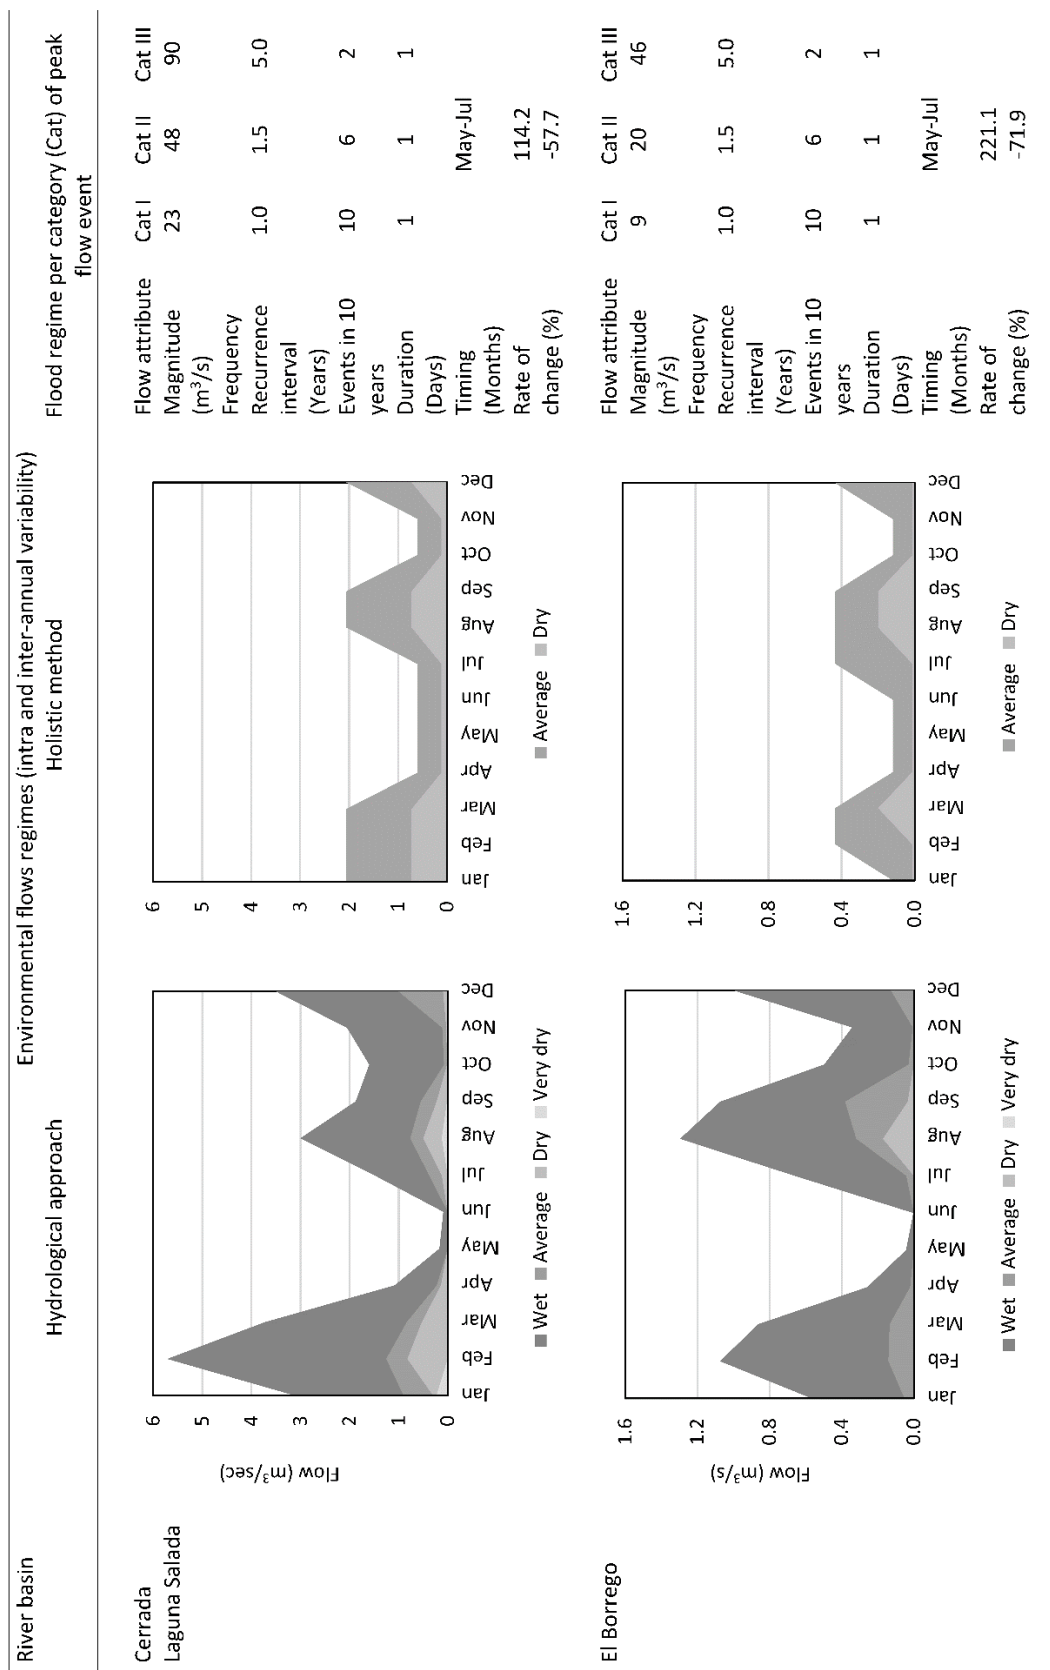 River basin
Environmental flows regimes (intra and inter-annual variability)
Hydrological approach
Holistic method
Flood regime per category (Cat) of peak
flow event
Cerrada
Laguna Salada
Flow (m³/sec)
6
5
4
3
2
1
0
Jan Feb Mar Apr May Jun Jul Aug Sep Oct Nov Dec
Wet Average Dry Very dry
6
5
4
3
2
1
0
Jan Feb Mar Apr May Jun Jul Aug Sep Oct Nov Dec
Average Dry
Flow attribute Cat I Cat II Cat III
Magnitude 23 48 90
(m³/s)
Frequency
Recurrence 1.0 1.5 5.0
interval
(Years)
Events in 10 10 6 2
years
Duration 1 1 1
(Days)
Timing May-Jul
(Months)
Rate of 114.2
change (%) -57.7
El Borrego
Flow (m³/s)
1.6
1.2
0.8
0.4
0.0
Jan Feb Mar Apr May Jun Jul Aug Sep Oct Nov Dec
Wet Average Dry Very dry
1.6
1.2
0.8
0.4
0.0
Jan Feb Mar Apr May Jun Jul Aug Sep Oct Nov Dec
Average Dry
Flow attribute Cat I Cat II Cat III
Magnitude 9 20 46
(m³/s)
Frequency
Recurrence 1.0 1.5 5.0
interval
(Years)
Events in 10 10 6 2
years
Duration 1 1 1
(Days)
Timing May-Jul
(Months)
Rate of 221.1
change (%) -71.9